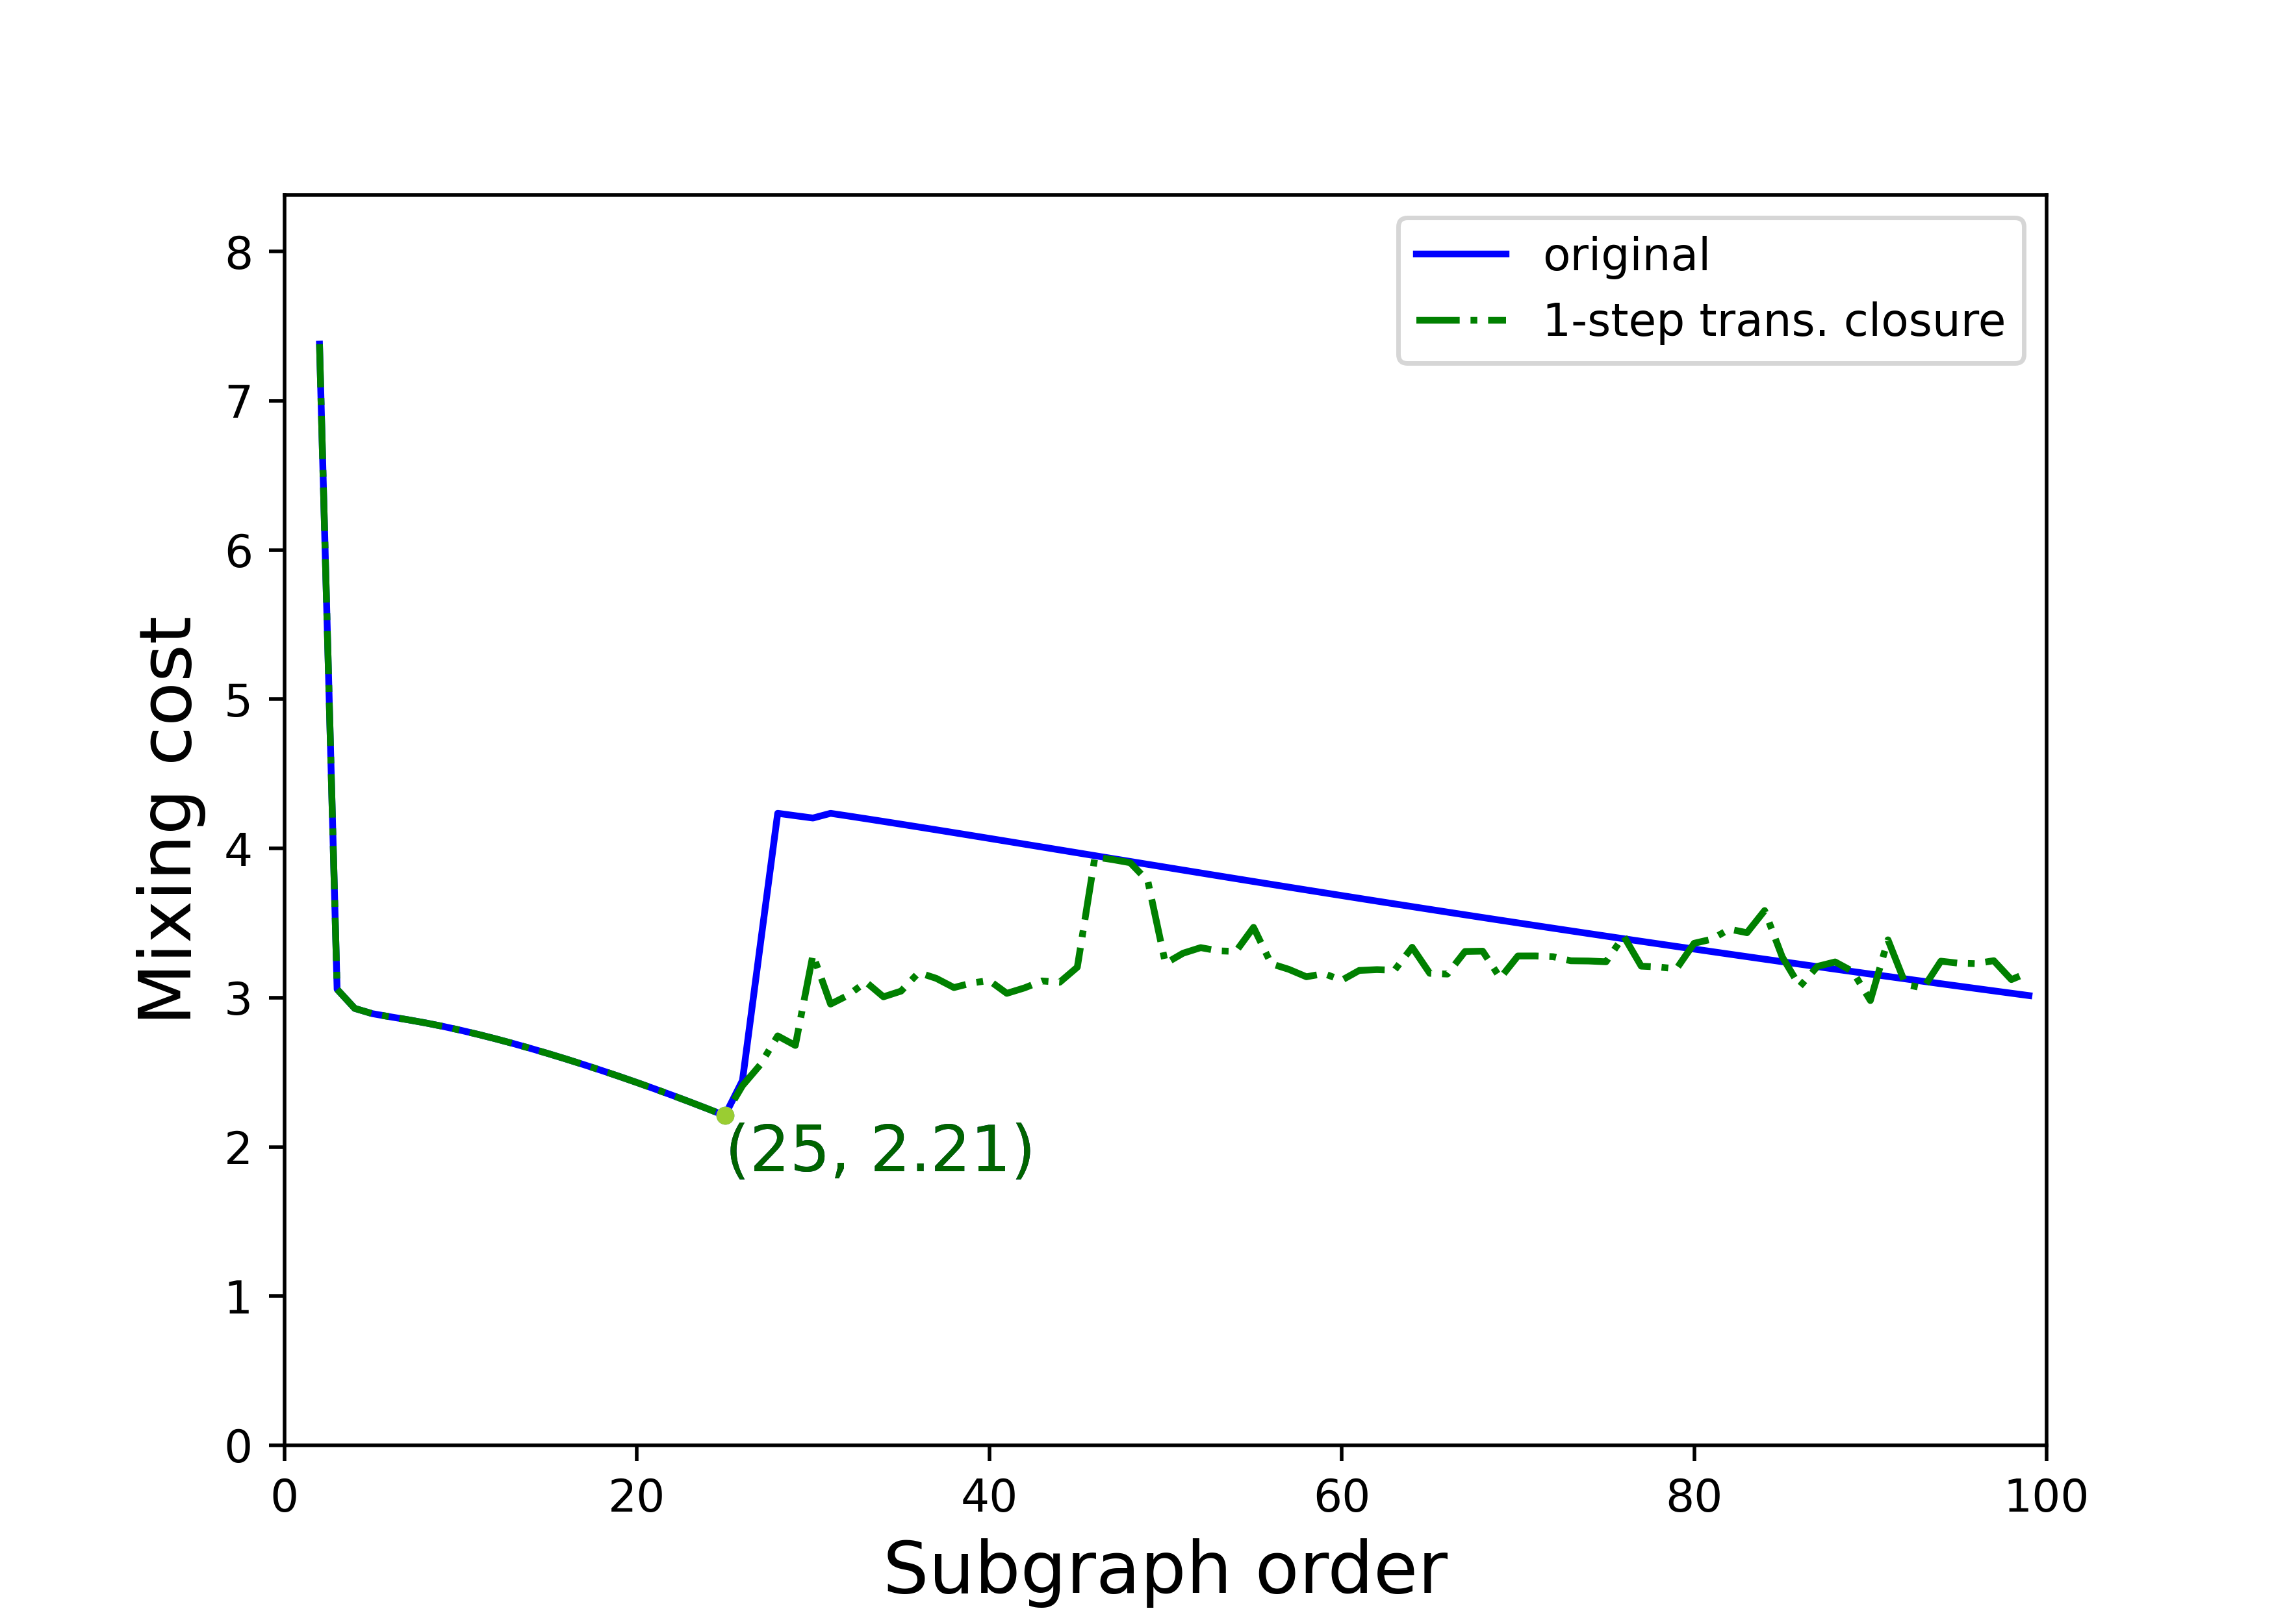 original
1-step trans. closure
8
7
6
5
4
3
2
1
0
Mixing cost
(25, 2.21)
0 20 40 60 80 100
Subgraph order